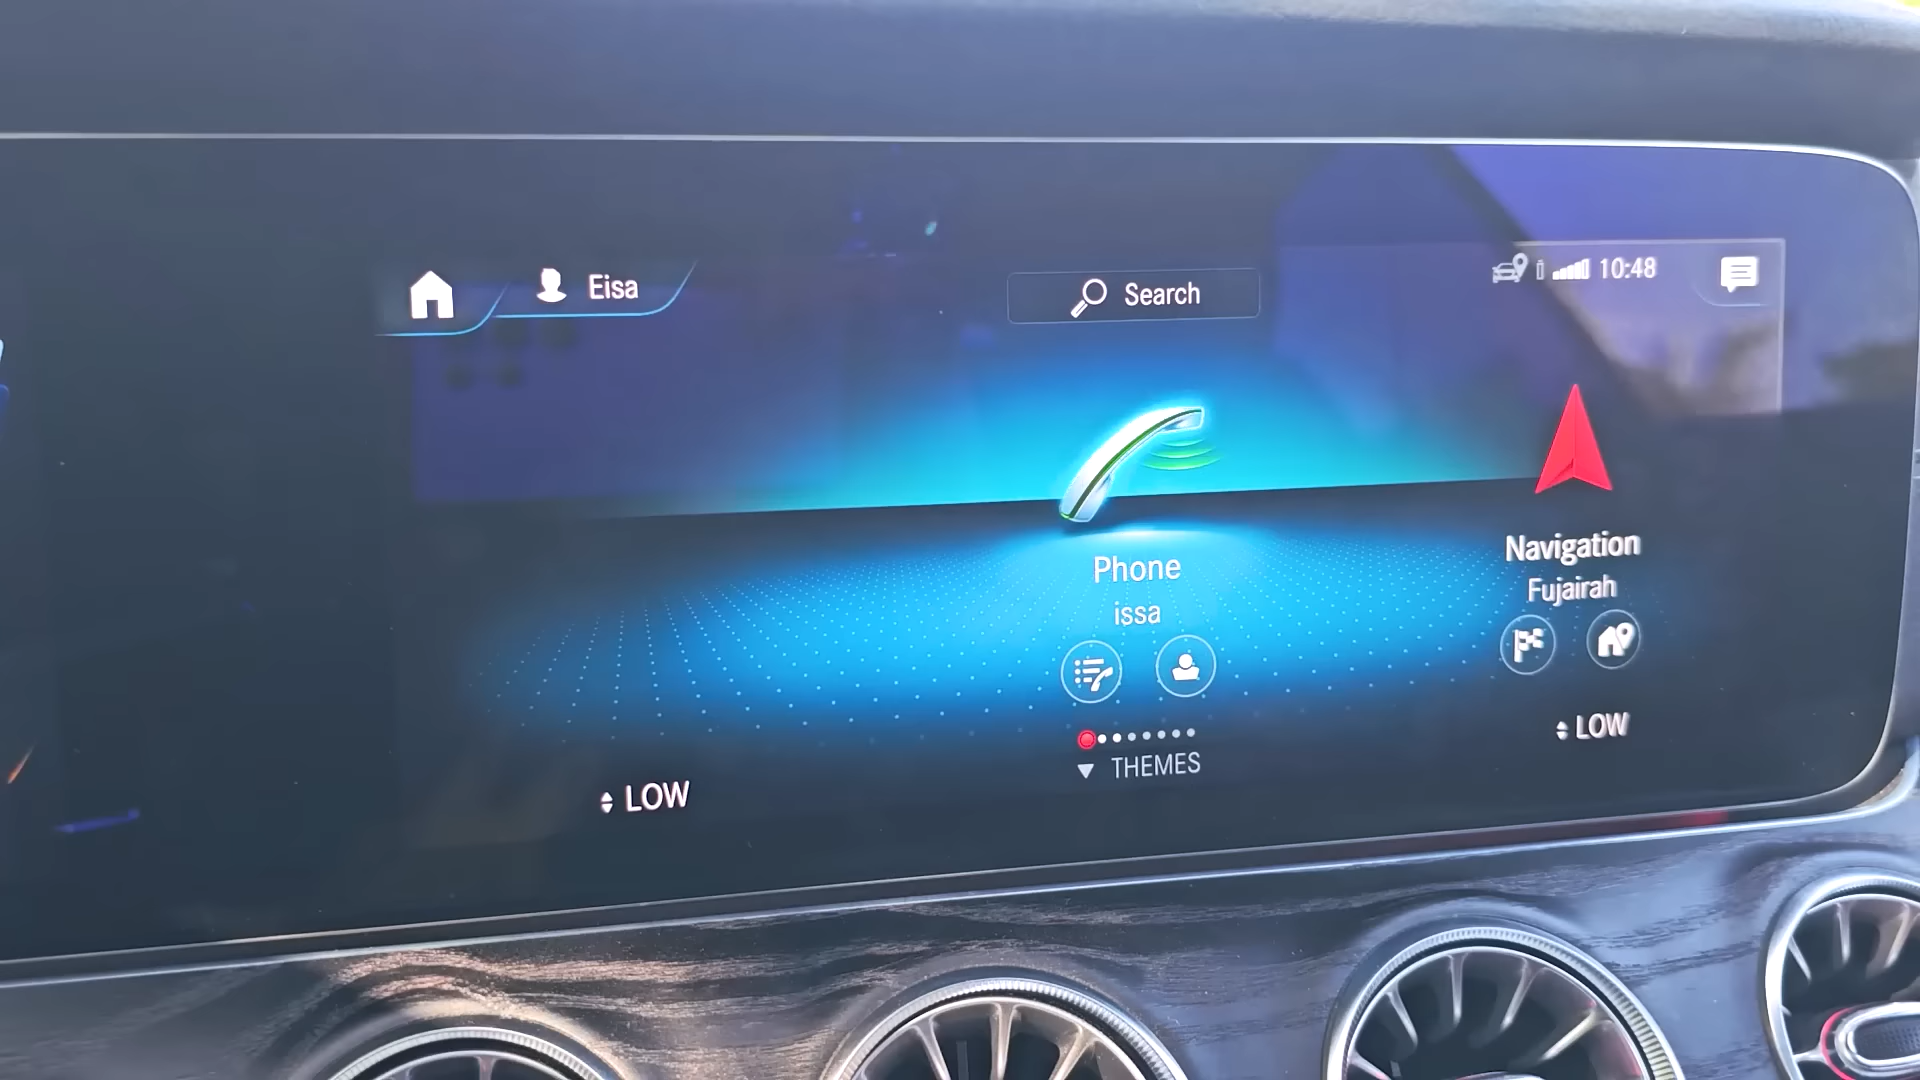 Eisa
Search
10:48
Phone
issa
Navigation
Fujairah
THEMES
LOW
LOW